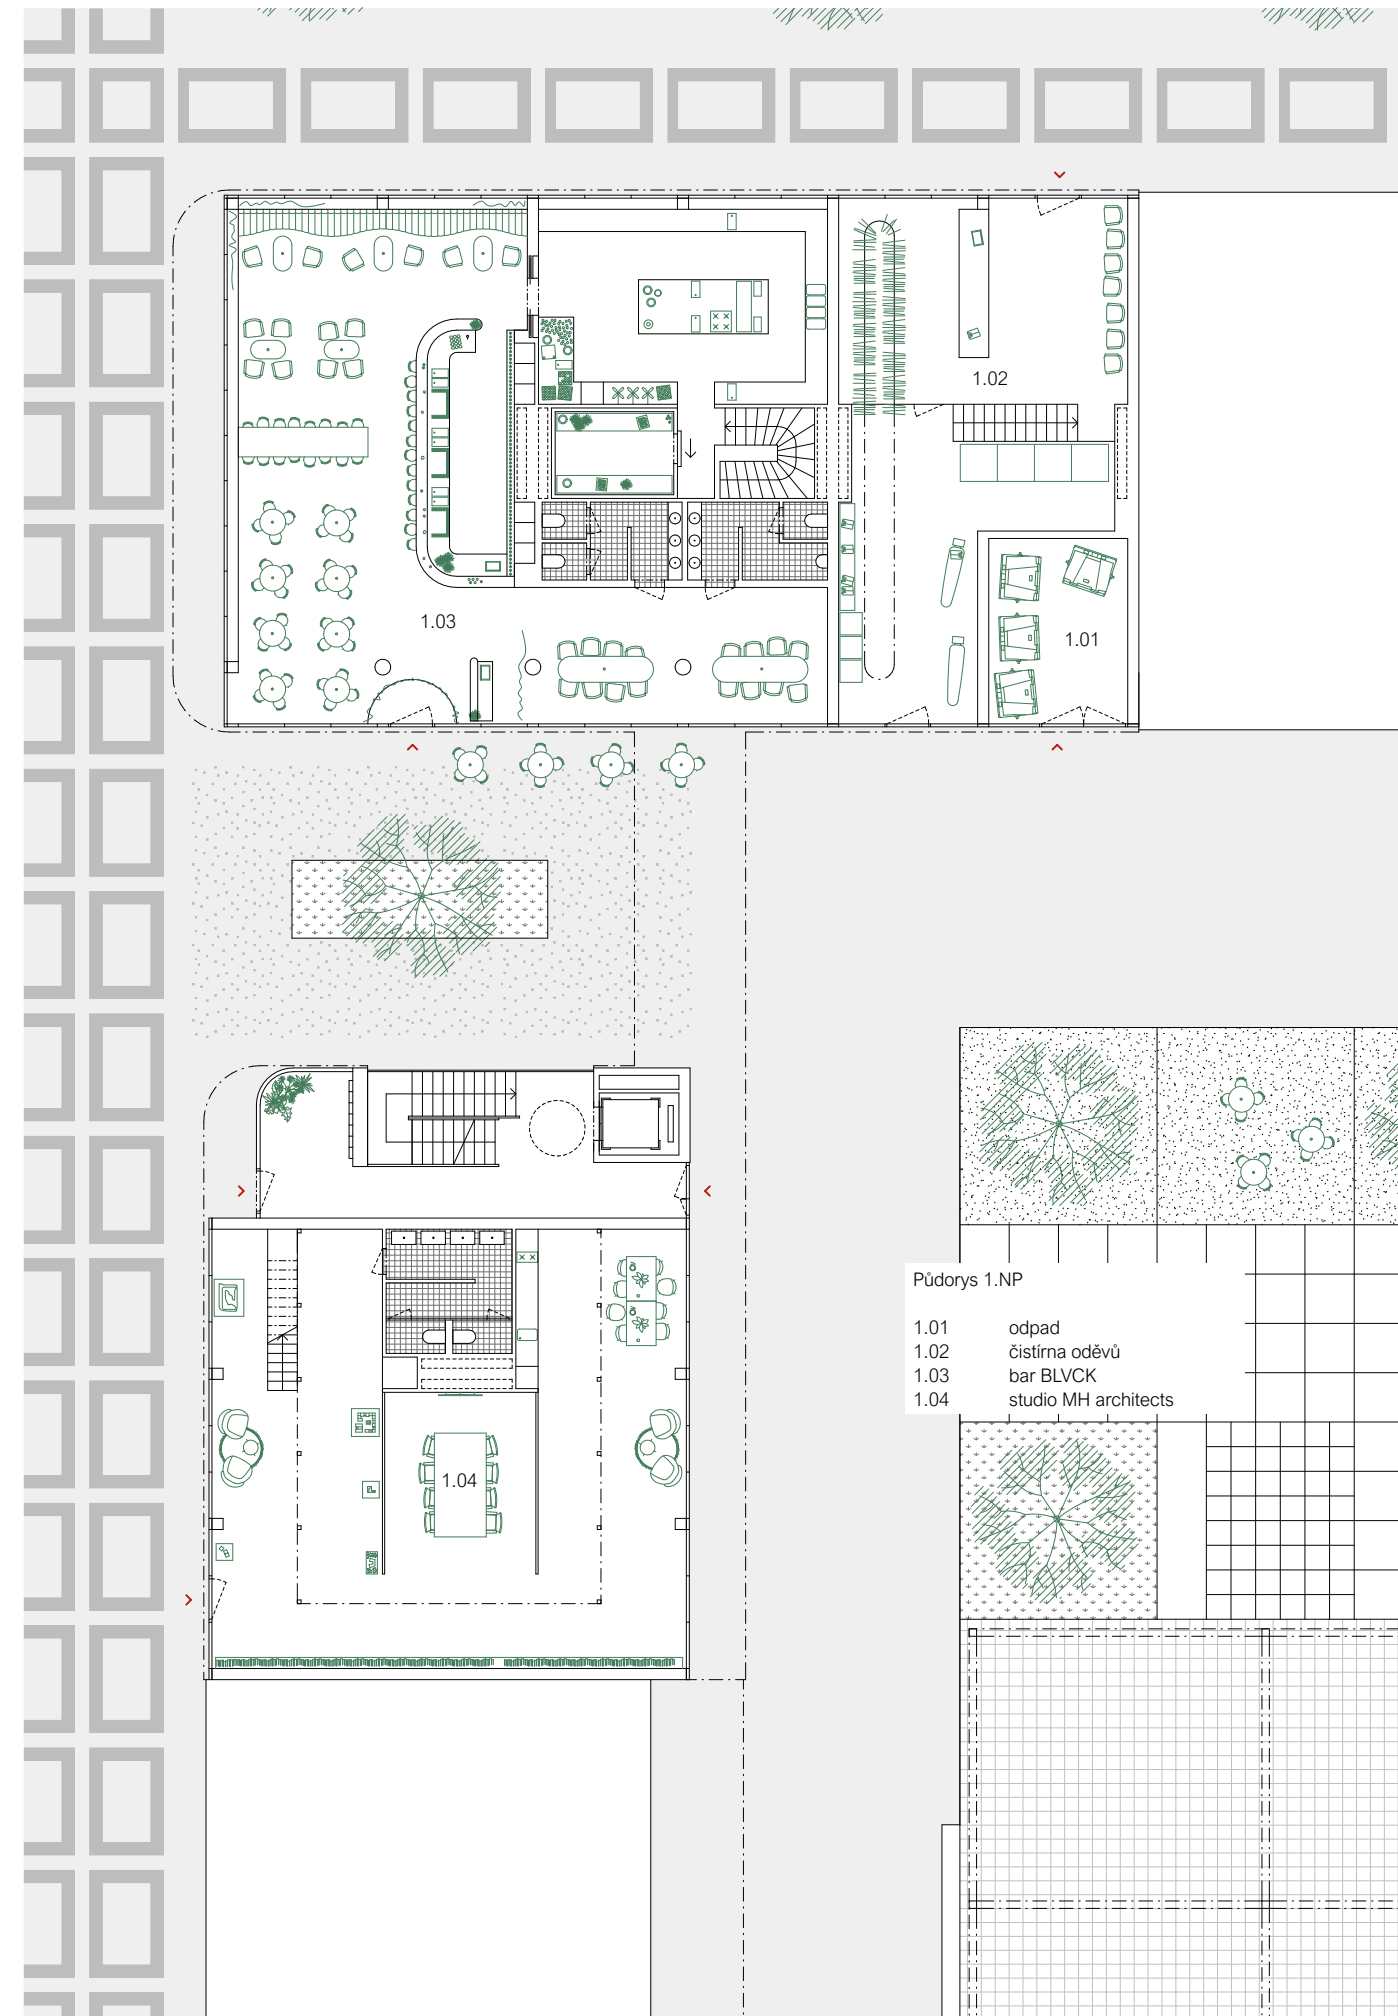 1.02
1.03
1.01
Půdorys 1.NP
1.01 odpad
1.02 čistírna oděvů
1.03 bar BLVCK
1.04 studio MH architects
1.04